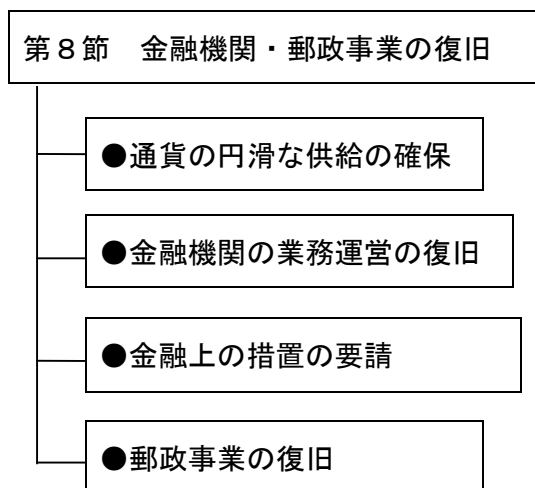 第８節　金融機関・郵政事業の復旧
●通貨の円滑な供給の確保
●金融機関の業務運営の復旧
●金融上の措置の要請
●郵政事業の復旧